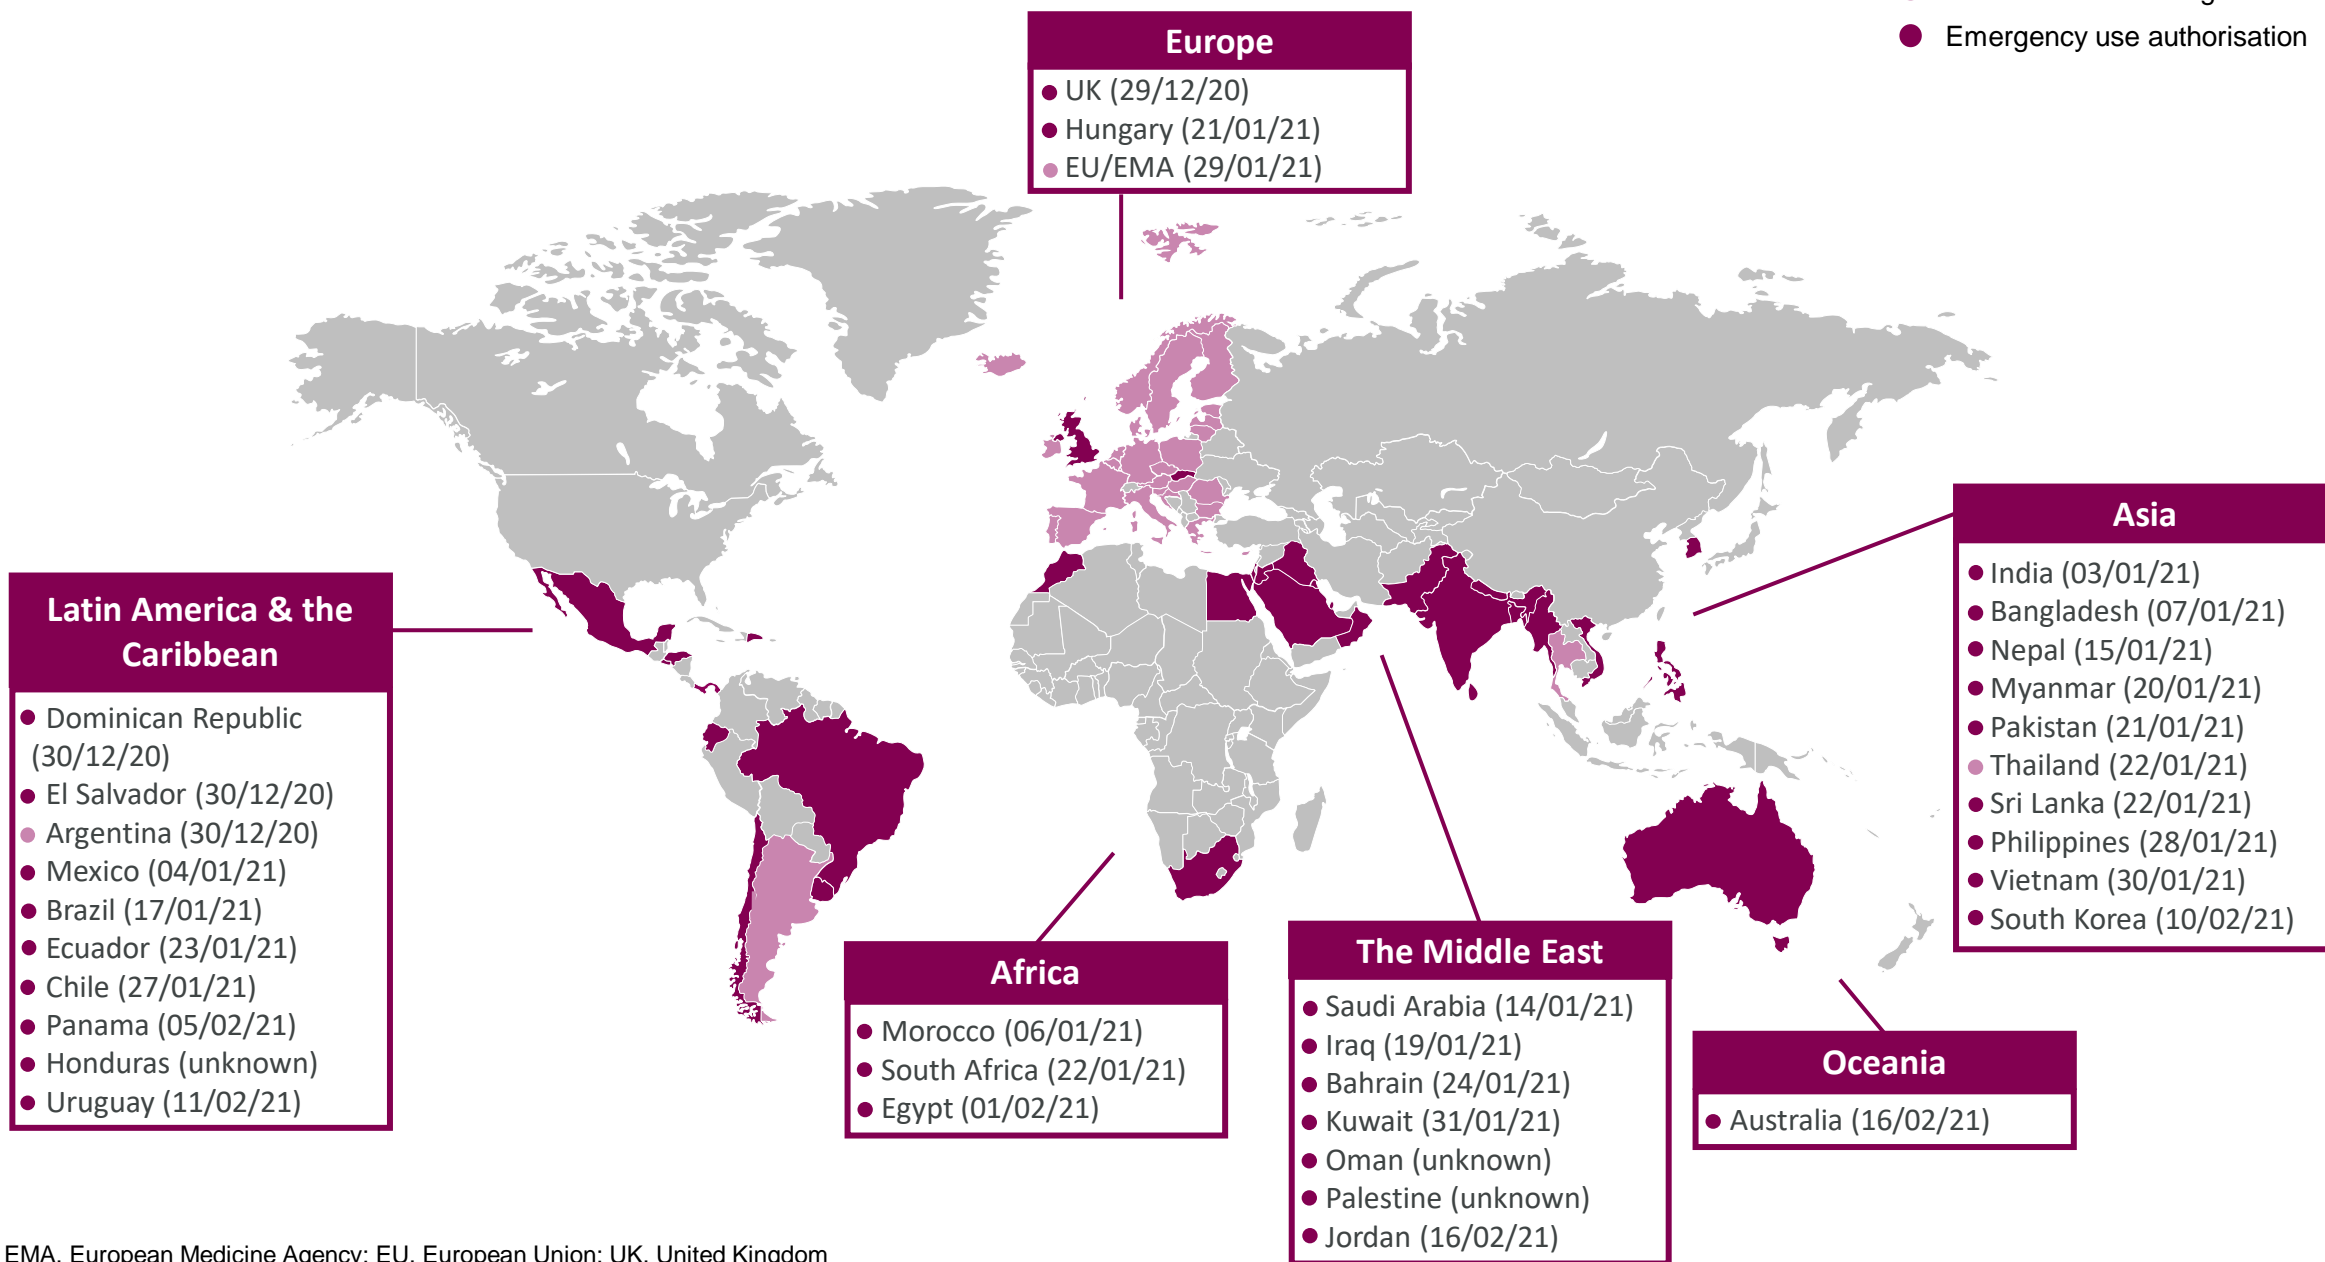 Emergency use authorisation
Europe
UK (29/12/20)
Hungary (21/01/21)
EU/EMA (29/01/21)
Asia
India (03/01/21)
Bangladesh (07/01/21)
Nepal (15/01/21)
Myanmar (20/01/21)
Pakistan (21/01/21)
Thailand (22/01/21)
Sri Lanka (22/01/21)
Philippines (28/01/21)
Vietnam (30/01/21)
South Korea (10/02/21)
Latin America & the
Caribbean
Dominican Republic
(30/12/20)
El Salvador (30/12/20)
Argentina (30/12/20)
Mexico (04/01/21)
Brazil (17/01/21)
Ecuador (23/01/21)
Chile (27/01/21)
Panama (05/02/21)
Honduras (unknown)
Uruguay (11/02/21)
Africa
Morocco (06/01/21)
South Africa (22/01/21)
Egypt (01/02/21)
The Middle East
Saudi Arabia (14/01/21)
Iraq (19/01/21)
Bahrain (24/01/21)
Kuwait (31/01/21)
Oman (unknown)
Palestine (unknown)
Jordan (16/02/21)
Oceania
Australia (16/02/21)
EMA, European Medicine Agency; EU, European Union; UK, United Kingdom